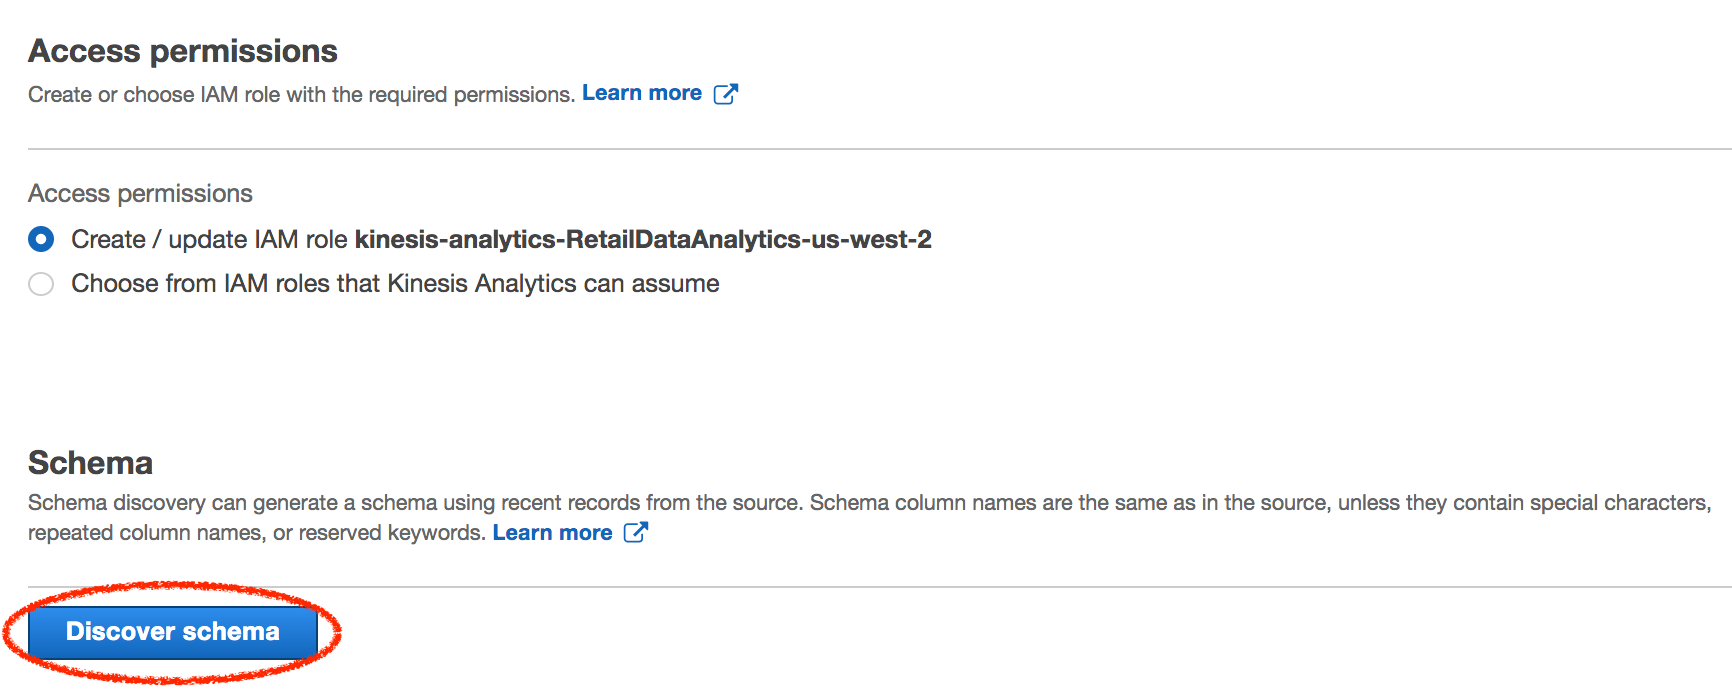 Access permissions
Create or choose IAM role with the required permissions. Learn more
Access permissions
Create / update IAM role kinesis-analytics-RetailDataAnalytics-us-west-2
Choose from IAM roles that Kinesis Analytics can assume
Schema
Schema discovery can generate a schema using recent records from the source. Schema column names are the same as in the source, unless they contain special characters,
repeated column names, or reserved keywords. Learn more
Discover schema